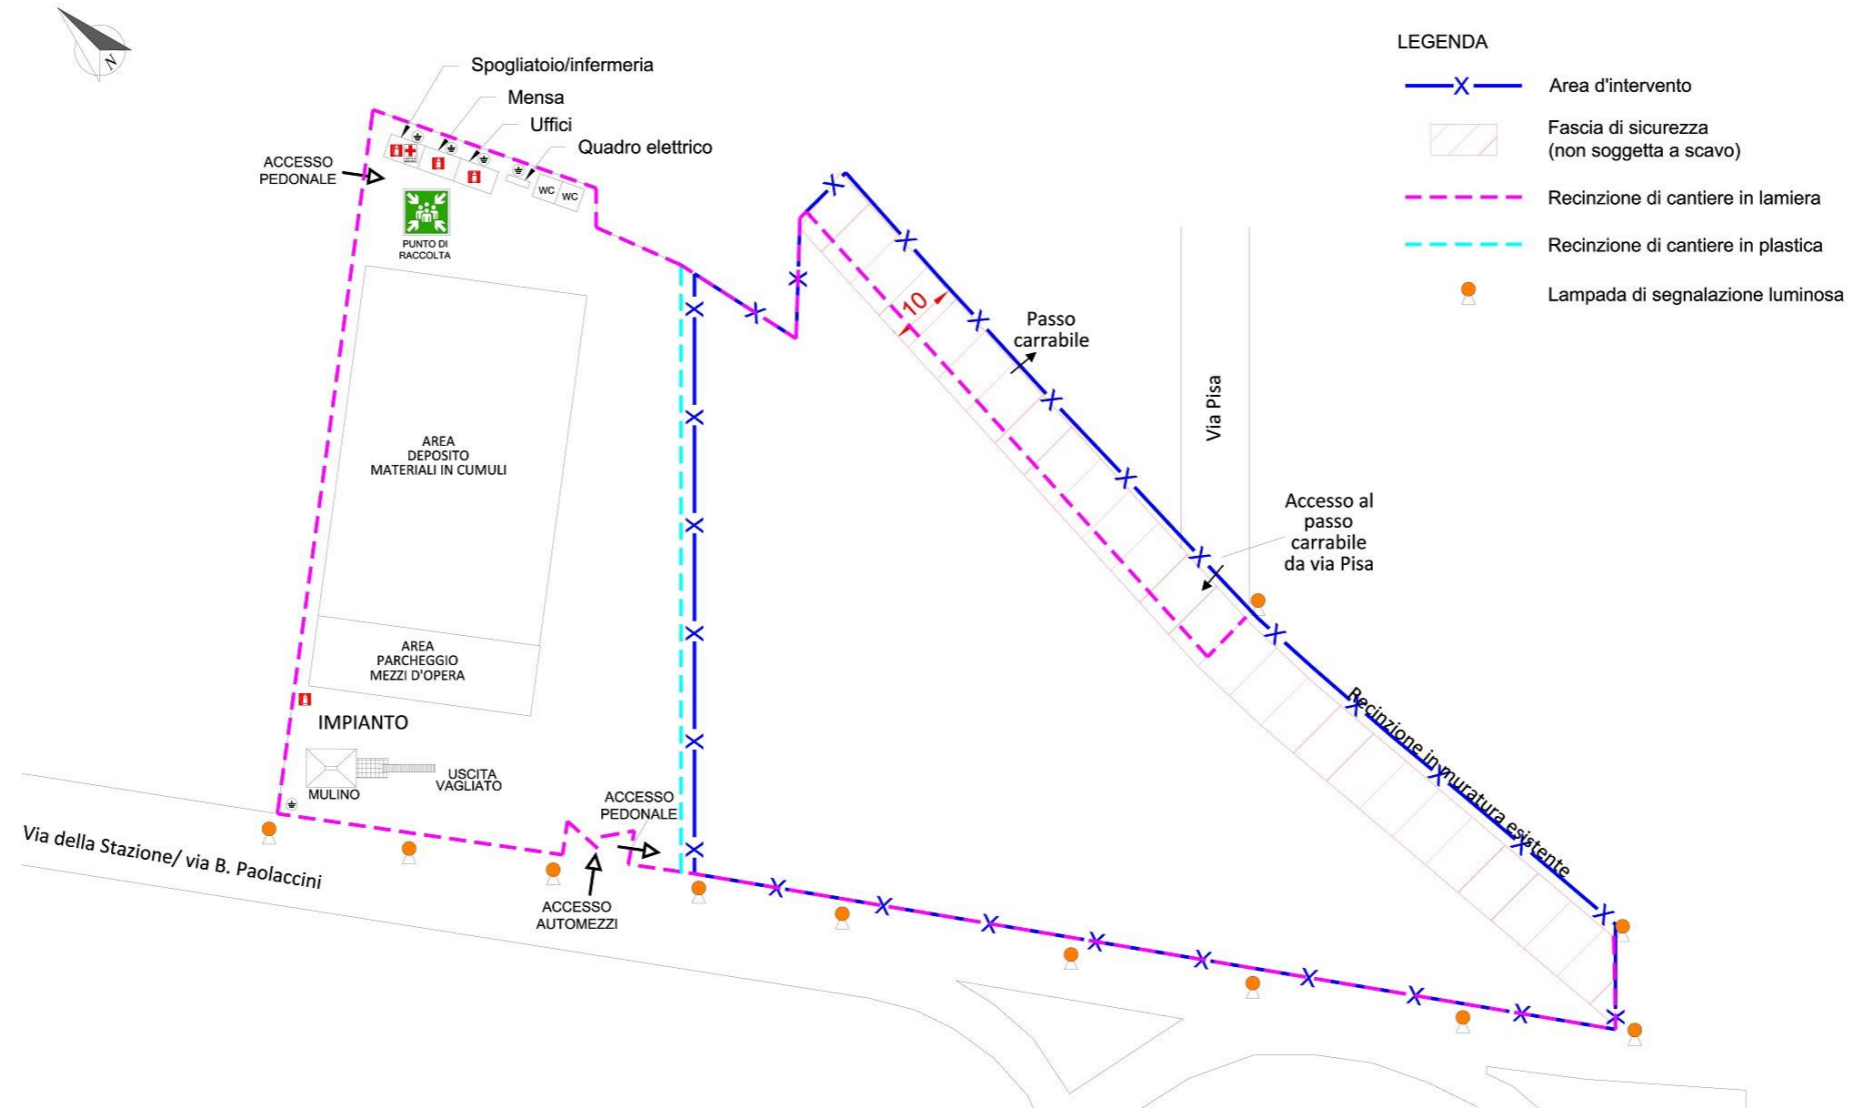 N
Spogliatoio/infermeria
Mensa
Uffici
Quadro elettrico
ACCESSO
PEDONALE
WC
WC
PUNTO DI
RACCOLTA
AREA
DEPOSITO
MATERIALI IN CUMULI
AREA
PARCHEGGIO
MEZZI D'OPERA
IMPIANTO
MULINO
USCITA
VAGLIATO
ACCESSO
PEDONALE
ACCESSO
AUTOMEZZI
Via della Stazione/ via B. Paolaccini
10
Passo
carrabile
Via Pisa
Accesso al
passo
carrabile
da via Pisa
Recinzione in muratura esistente
LEGENDA
Area d'intervento
Fascia di sicurezza
(non soggetta a scavo)
Recinzione di cantiere in lamiera
Recinzione di cantiere in plastica
Lampada di segnalazione luminosa